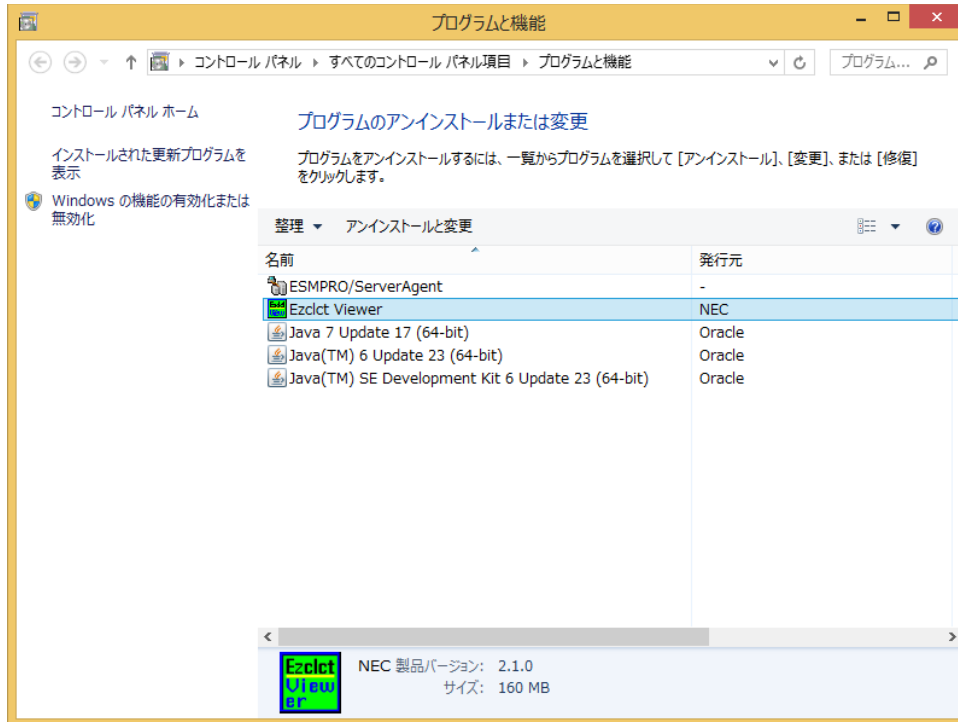 プログラムと機能
コントロール パネル
すべてのコントロール パネル項目
プログラムと機能
プログラム...
コントロール パネル ホーム
インストールされた更新プログラムを
表示
Windows の機能の有効化または
無効化
プログラムのアンインストールまたは変更
プログラムをアンインストールするには、一覧からプログラムを選択して [アンインストール]、[変更]、または [修復]
をクリックします。
整理 アンインストールと変更
名前 発行元
ESMPRO/ServerAgent -
Ezclct Viewer NEC
Java 7 Update 17 (64-bit) Oracle
Java(TM) 6 Update 23 (64-bit) Oracle
Java(TM) SE Development Kit 6 Update 23 (64-bit) Oracle
Ezclct
View
er
NEC 製品バージョン: 2.1.0
サイズ: 160 MB